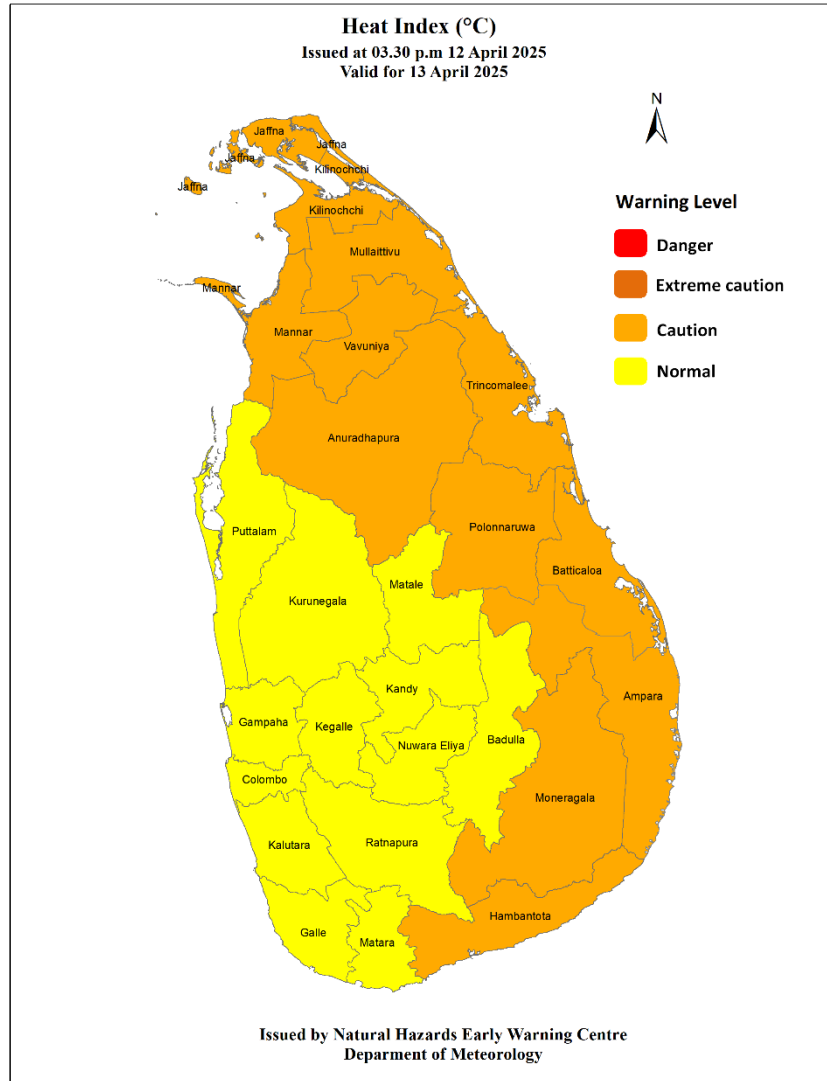 Heat Index (°C)
Issued at 03.30 p.m 12 April 2025
Valid for 13 April 2025
N
Warning Level
Danger
Extreme caution
Caution
Normal
Jaffna
Jaffna
Jaffna
Kilinochchi
Jaffna
Kilinochchi
Mullaittivu
Mannar
Mannar
Vavuniya
Trincomalee
Anuradhapura
Polonnaruwa
Puttalam
Batticaloa
Matale
Kurunegala
Kandy
Ampara
Gampaha
Kegalle
Nuwara Eliya
Badulla
Colombo
Moneragala
Kalutara
Ratnapura
Hambantota
Galle
Matara
Issued by Natural Hazards Early Warning Centre
Deparment of Meteorology